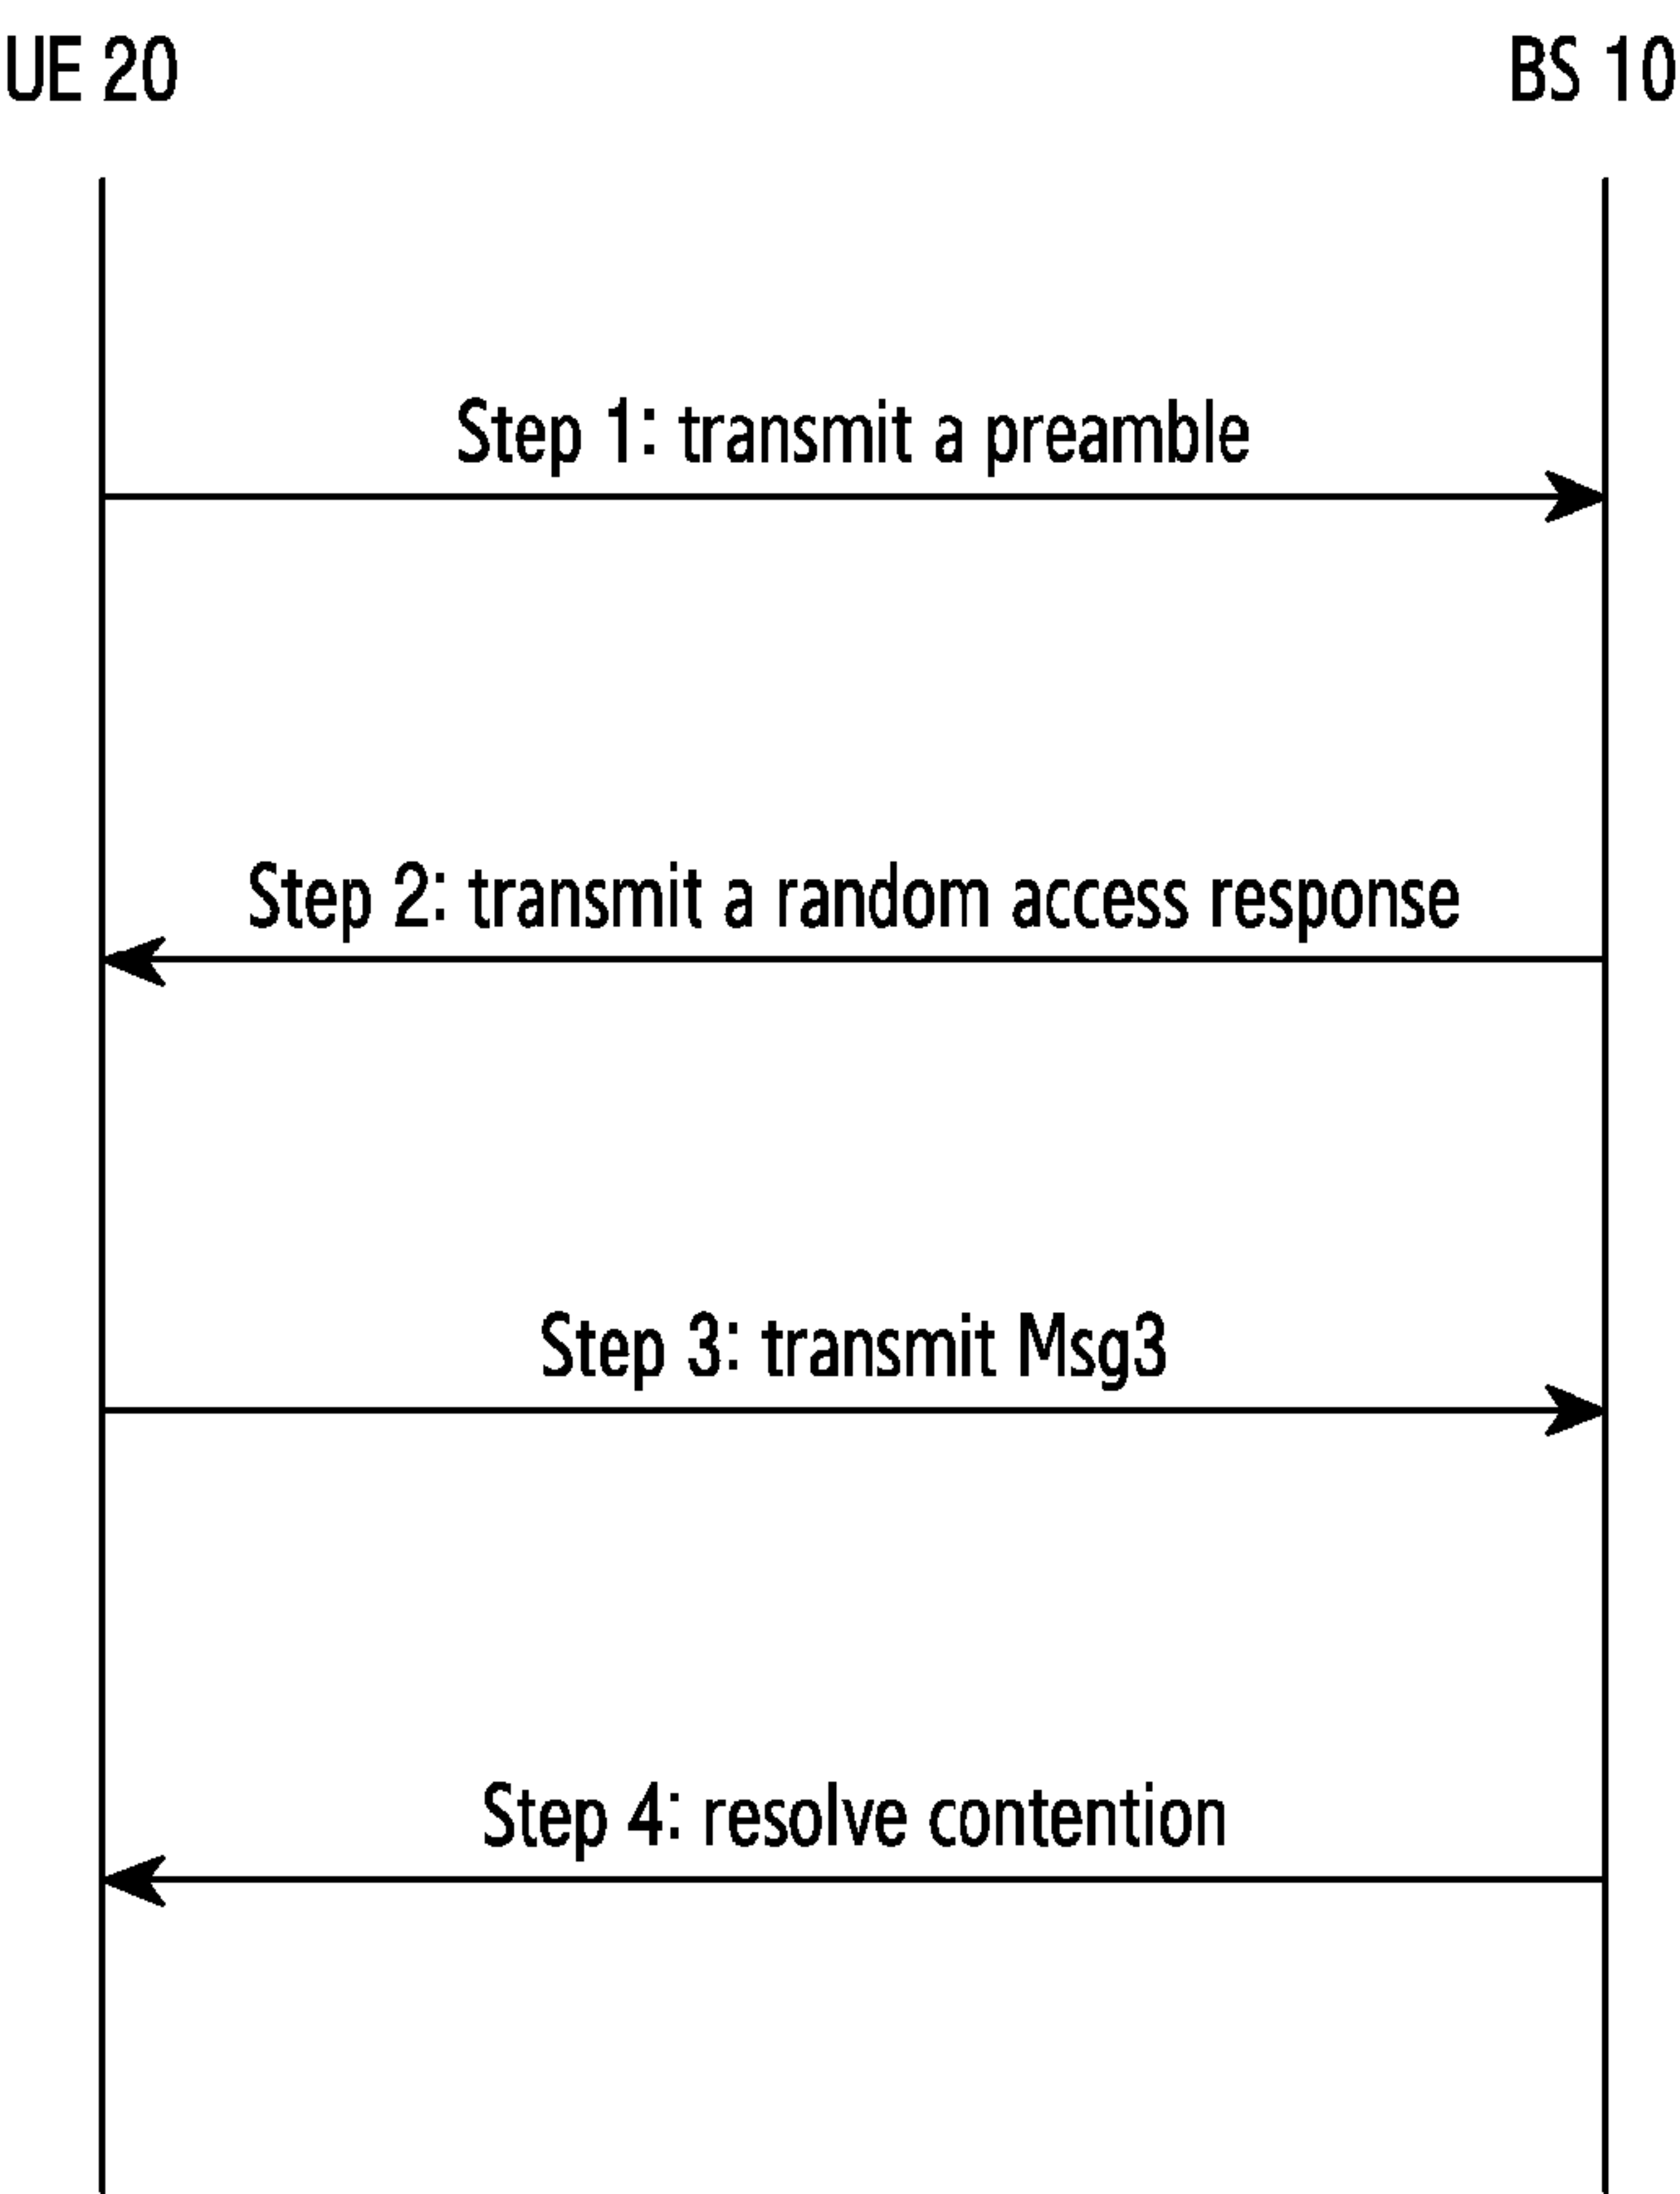 UE 20
BS 10
Step 1: transmit a preamble
Step 2: transmit a random access response
Step 3: transmit Msg3
Step 4: resolve contention